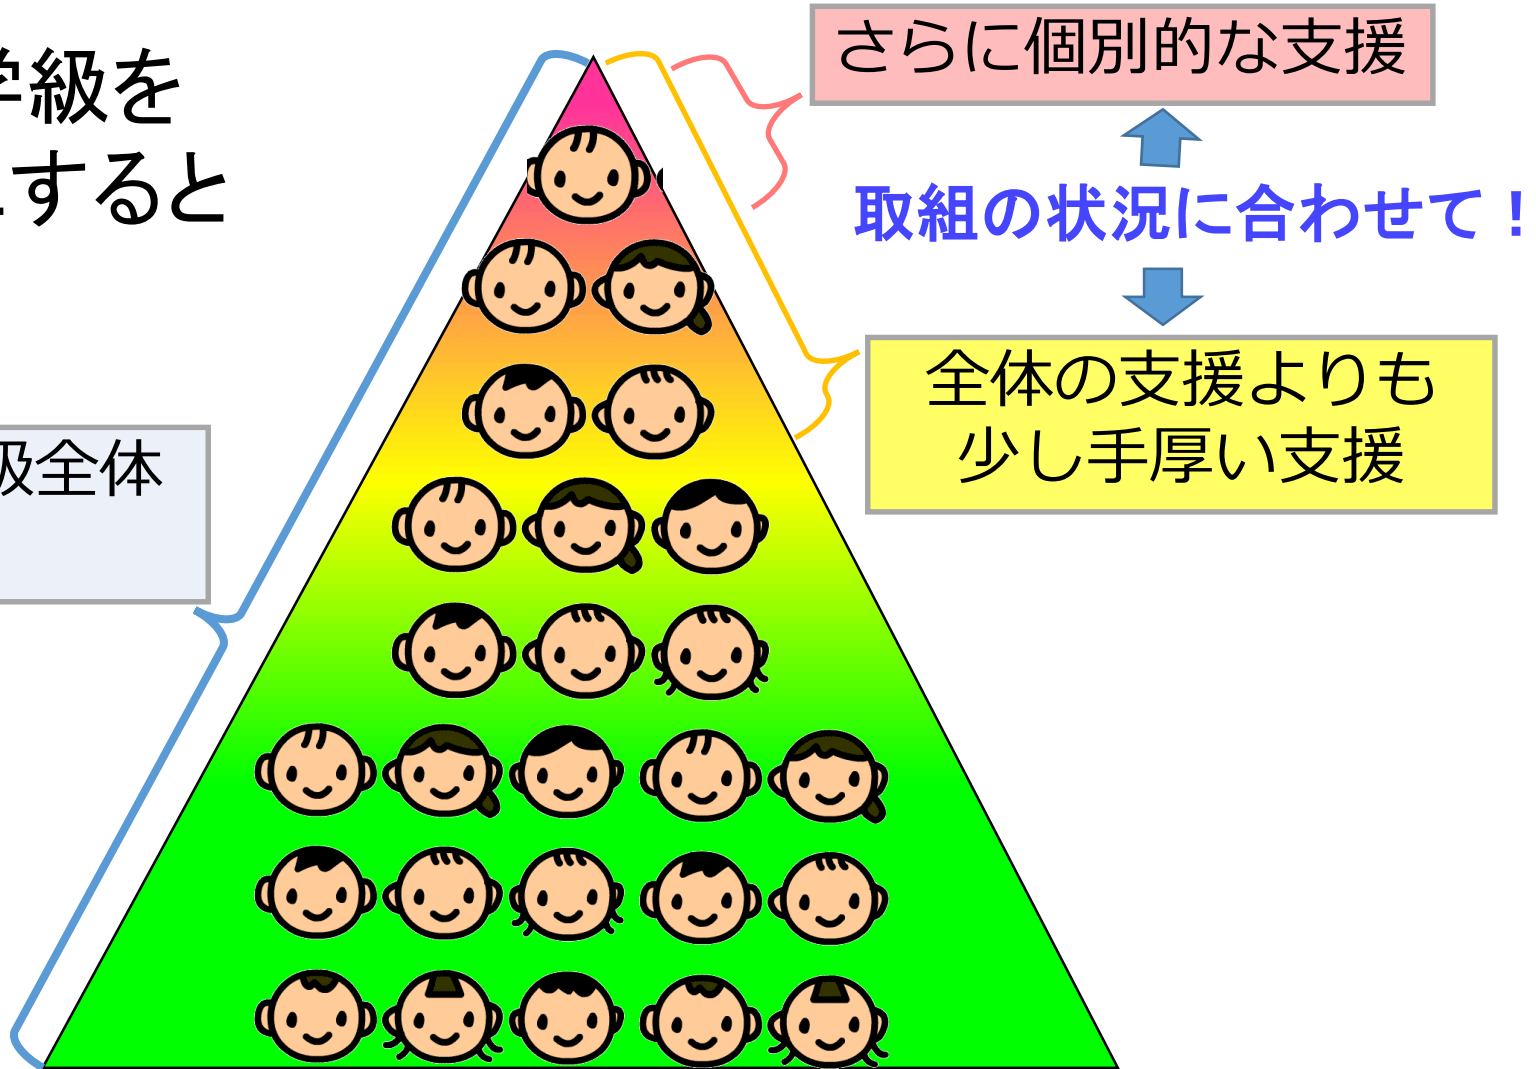 学級を
にすると
級全体
さらに個別的な支援
取組の状況に合わせて！
全体の支援よりも
少し手厚い支援